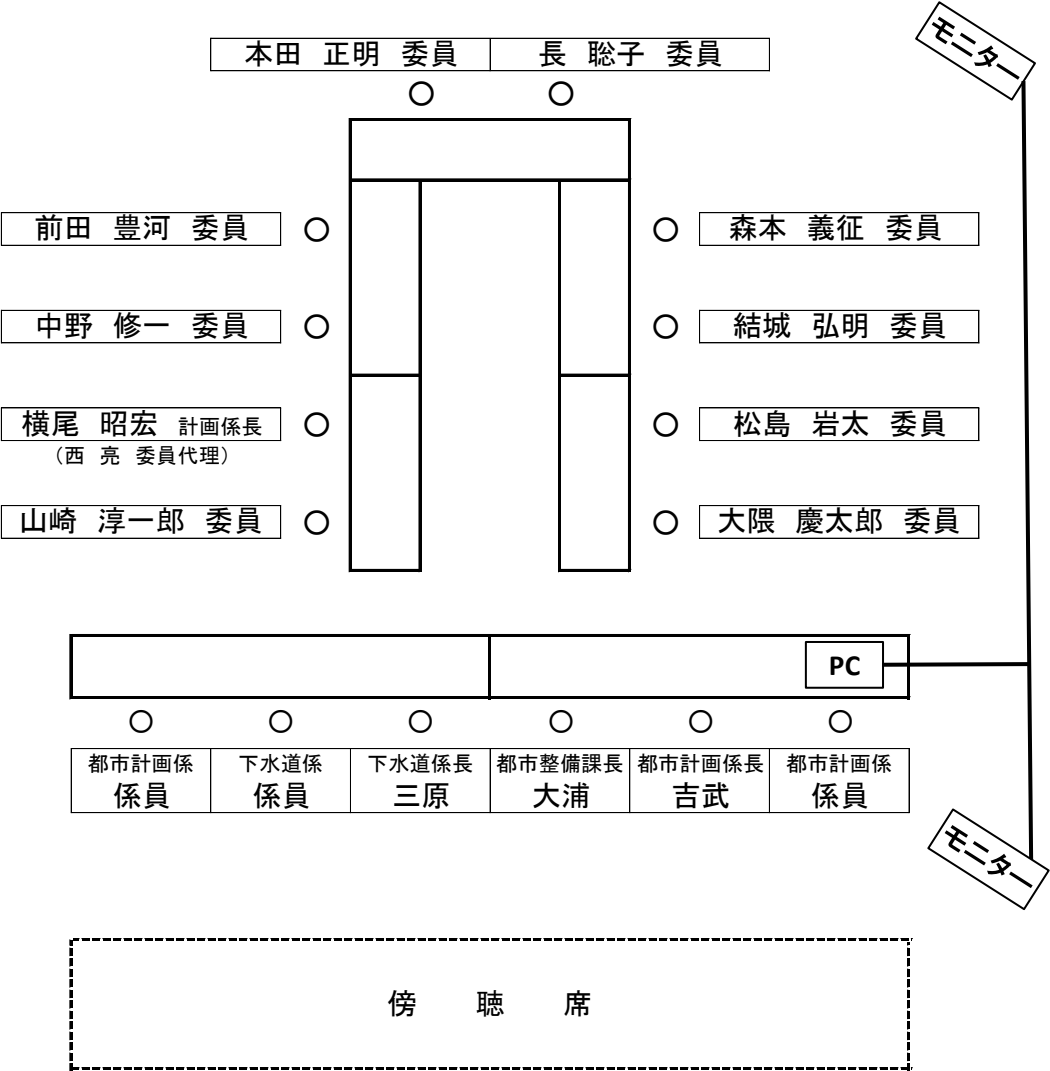 モニター
本田 正明 委員
長 聡子 委員
前田 豊河 委員
森本 義征 委員
中野 修一 委員
結城 弘明 委員
横尾 昭宏 計画係長
（西 亮 委員代理）
松島 岩太 委員
山崎 淳一郎 委員
大隈 慶太郎 委員
PC
都市計画係
係員
下水道係
係員
下水道係長
三原
都市整備課長
大浦
都市計画係長
吉武
都市計画係
係員
モニター
傍 聴 席